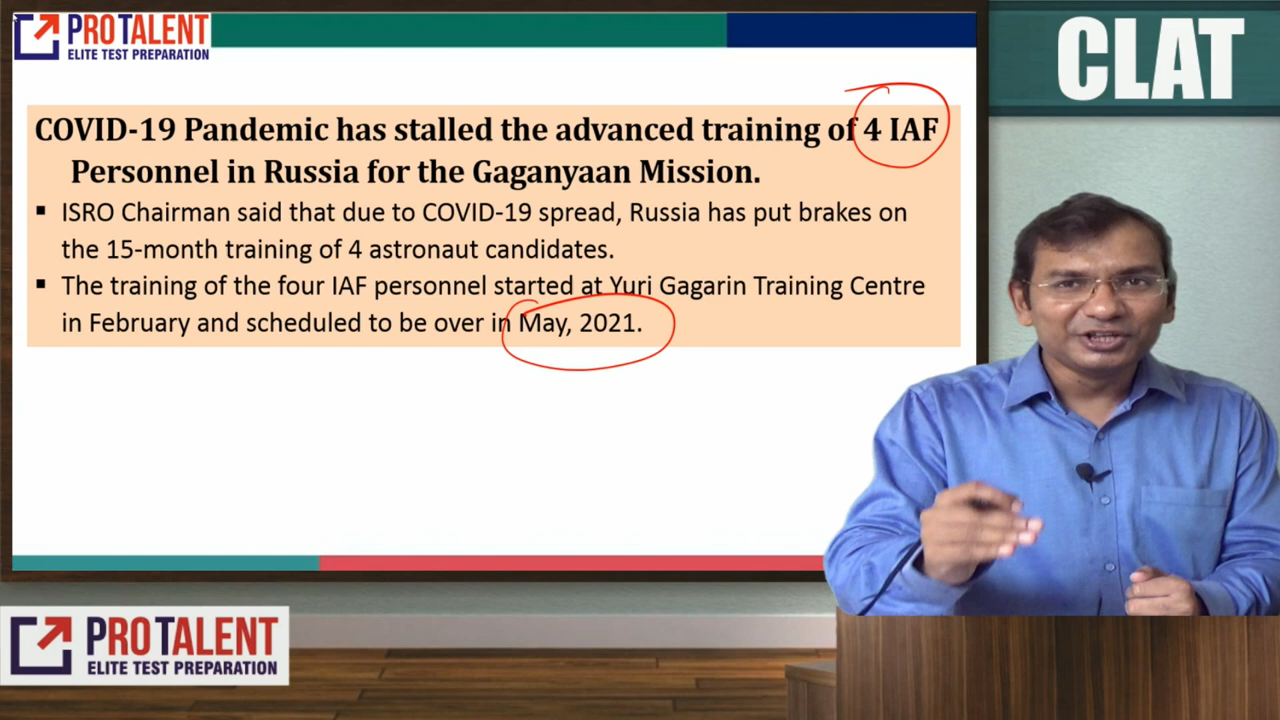 PROTALENT
ELITE TEST PREPARATION
CLAT
COVID-19 Pandemic has stalled the advanced training of 4 IAF
Personnel in Russia for the Gaganyaan Mission.
▪ ISRO Chairman said that due to COVID-19 spread, Russia has put brakes on
the 15-month training of 4 astronaut candidates.
▪ The training of the four IAF personnel started at Yuri Gagarin Training Centre
in February and scheduled to be over in May, 2021.
PROTALENT
ELITE TEST PREPARATION